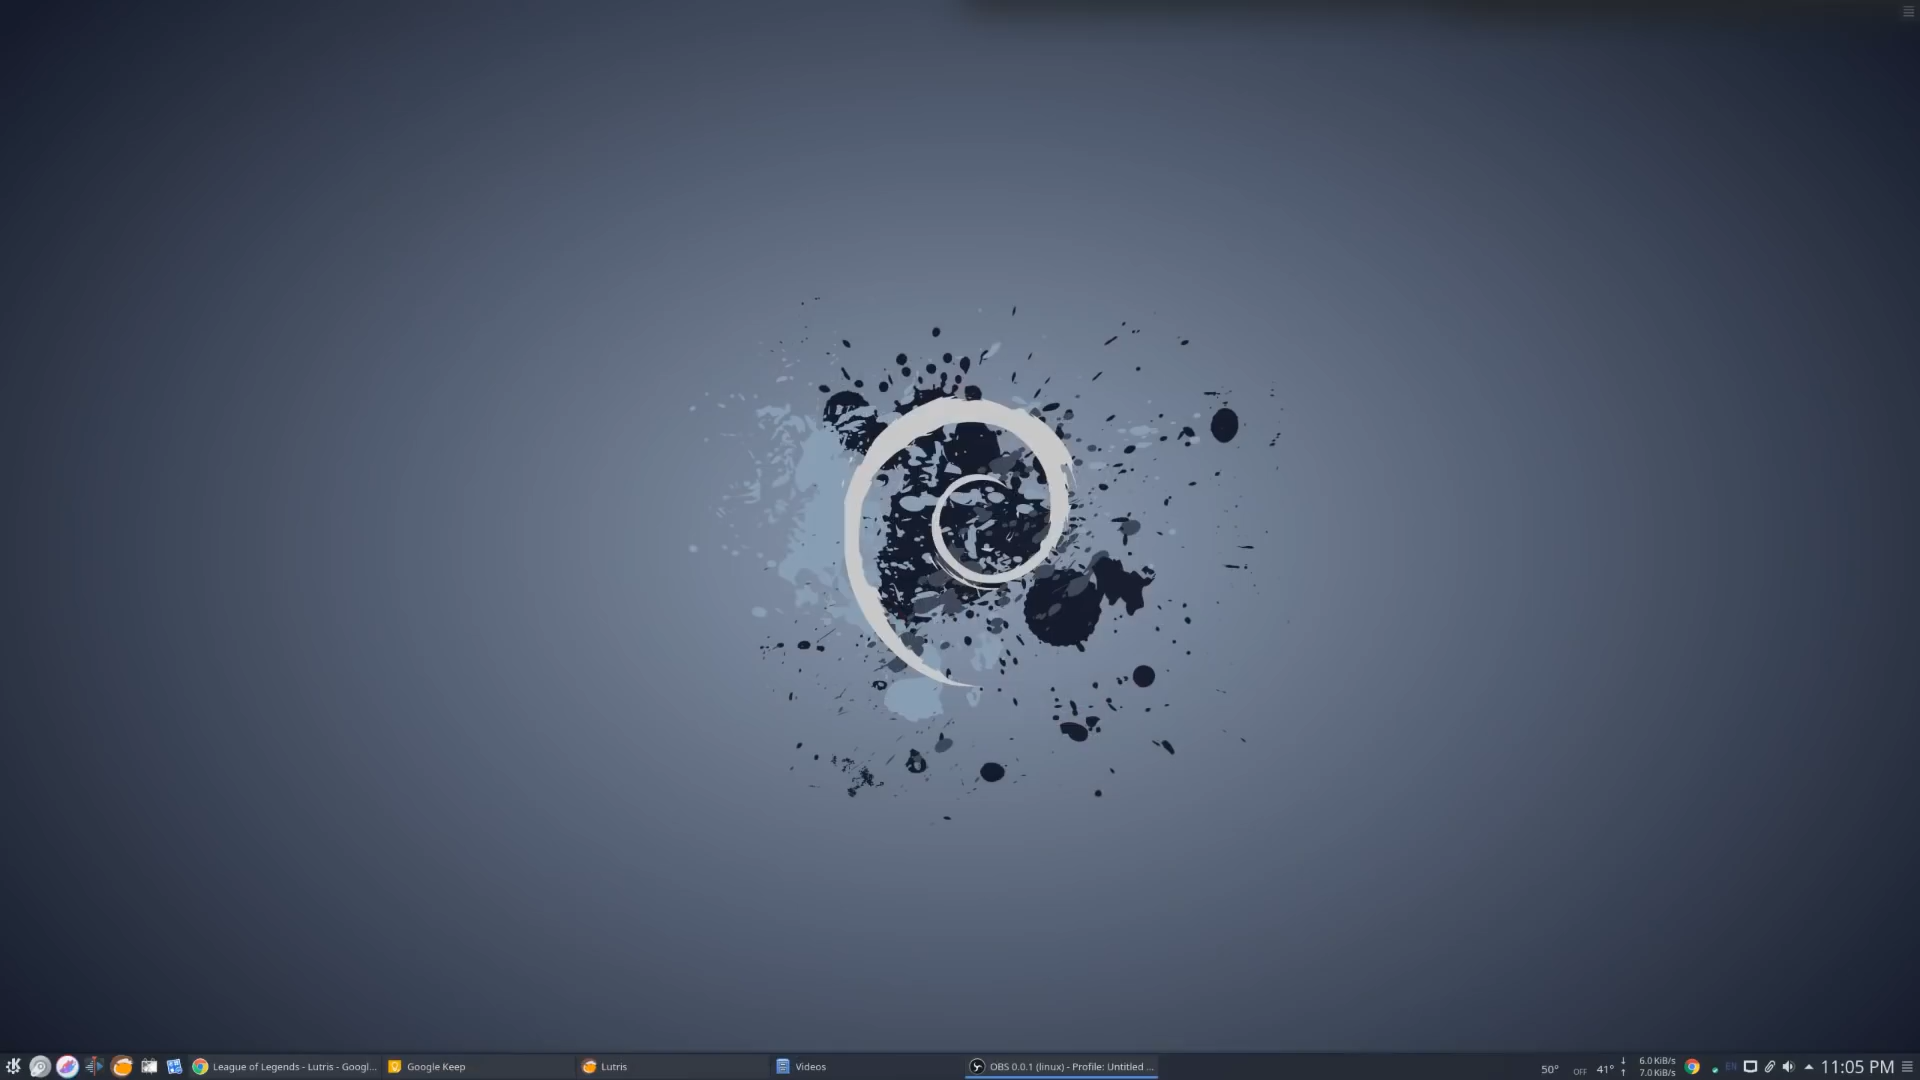 League of Legends - Lutris - Googl...
Google Keep
Lutris
Videos
OBS 0.0.1 (linux) - Profile: Untitled ...
50°
OFF
41°
6.0 KiB/s
7.0 KiB/s
EN
11:05 PM